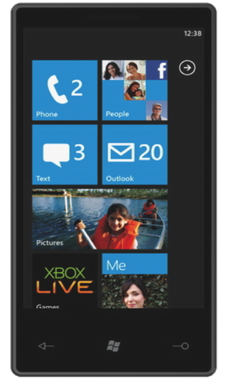 12:38
2
Phone
f
People
3
Text
20
Outlook
Pictures
XBOX
LIVE
Games
Me